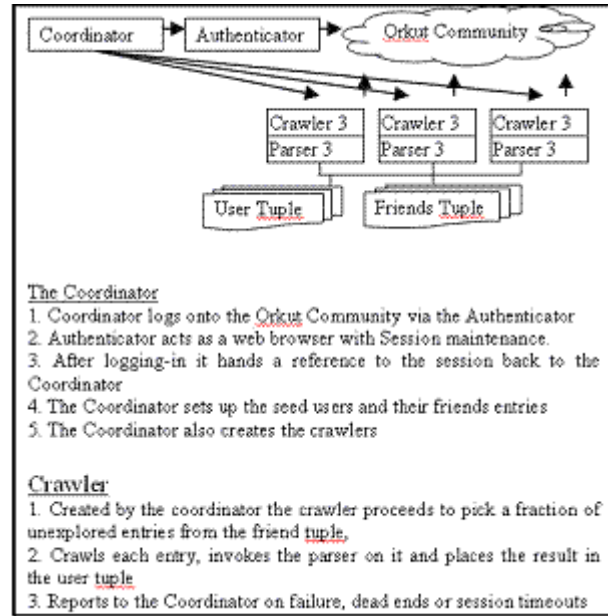 Coordinator
Authenticator
Orkut Community
Crawler 3
Parser 3
Crawler 3
Parser 3
Crawler 3
Parser 3
User Tuple
Friends Tuple
The Coordinator
1. Coordinator logs onto the Orkut Community via the Authenticator
2. Authenticator acts as a web browser with Session maintenance.
3. After logging-in it hands a reference to the session back to the
Coordinator
4. The Coordinator sets up the seed users and their friends entries
5. The Coordinator also creates the crawlers
Crawler
1. Created by the coordinator the crawler proceeds to pick a fraction of
unexplored entries from the friend tuple,
2. Crawls each entry, invokes the parser on it and places the result in
the user tuple
3. Reports to the Coordinator on failure, dead ends or session timeouts